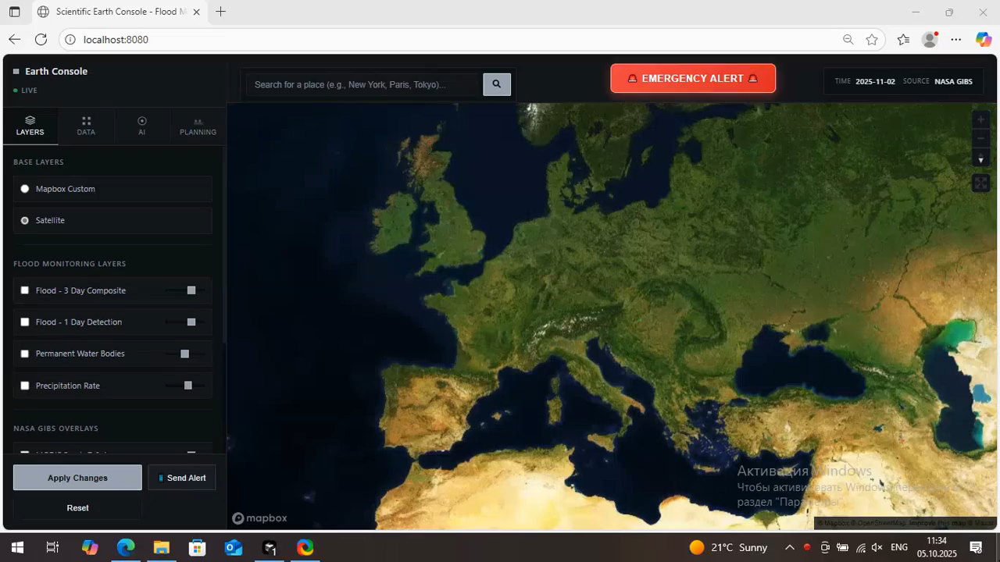 Scientific Earth Console - Flood M
localhost:8080
Earth Console
LIVE
Search for a place (e.g., New York, Paris, Tokyo)...
🚨 EMERGENCY ALERT 🚨
TIME 2025-11-02 SOURCE NASA GIBS
LAYERS
DATA
AI
PLANNING
BASE LAYERS
Mapbox Custom
Satellite
FLOOD MONITORING LAYERS
Flood - 3 Day Composite
Flood - 1 Day Detection
Permanent Water Bodies
Precipitation Rate
NASA GIBS OVERLAYS
Apply Changes
Send Alert
Reset
mapbox
Активация Windows
Чтобы активировать Windows,
раздел "Параметры".
© Mapbox © OpenStreetMap Improve this map ©
21°C Sunny
ENG
11:34
05.10.2025